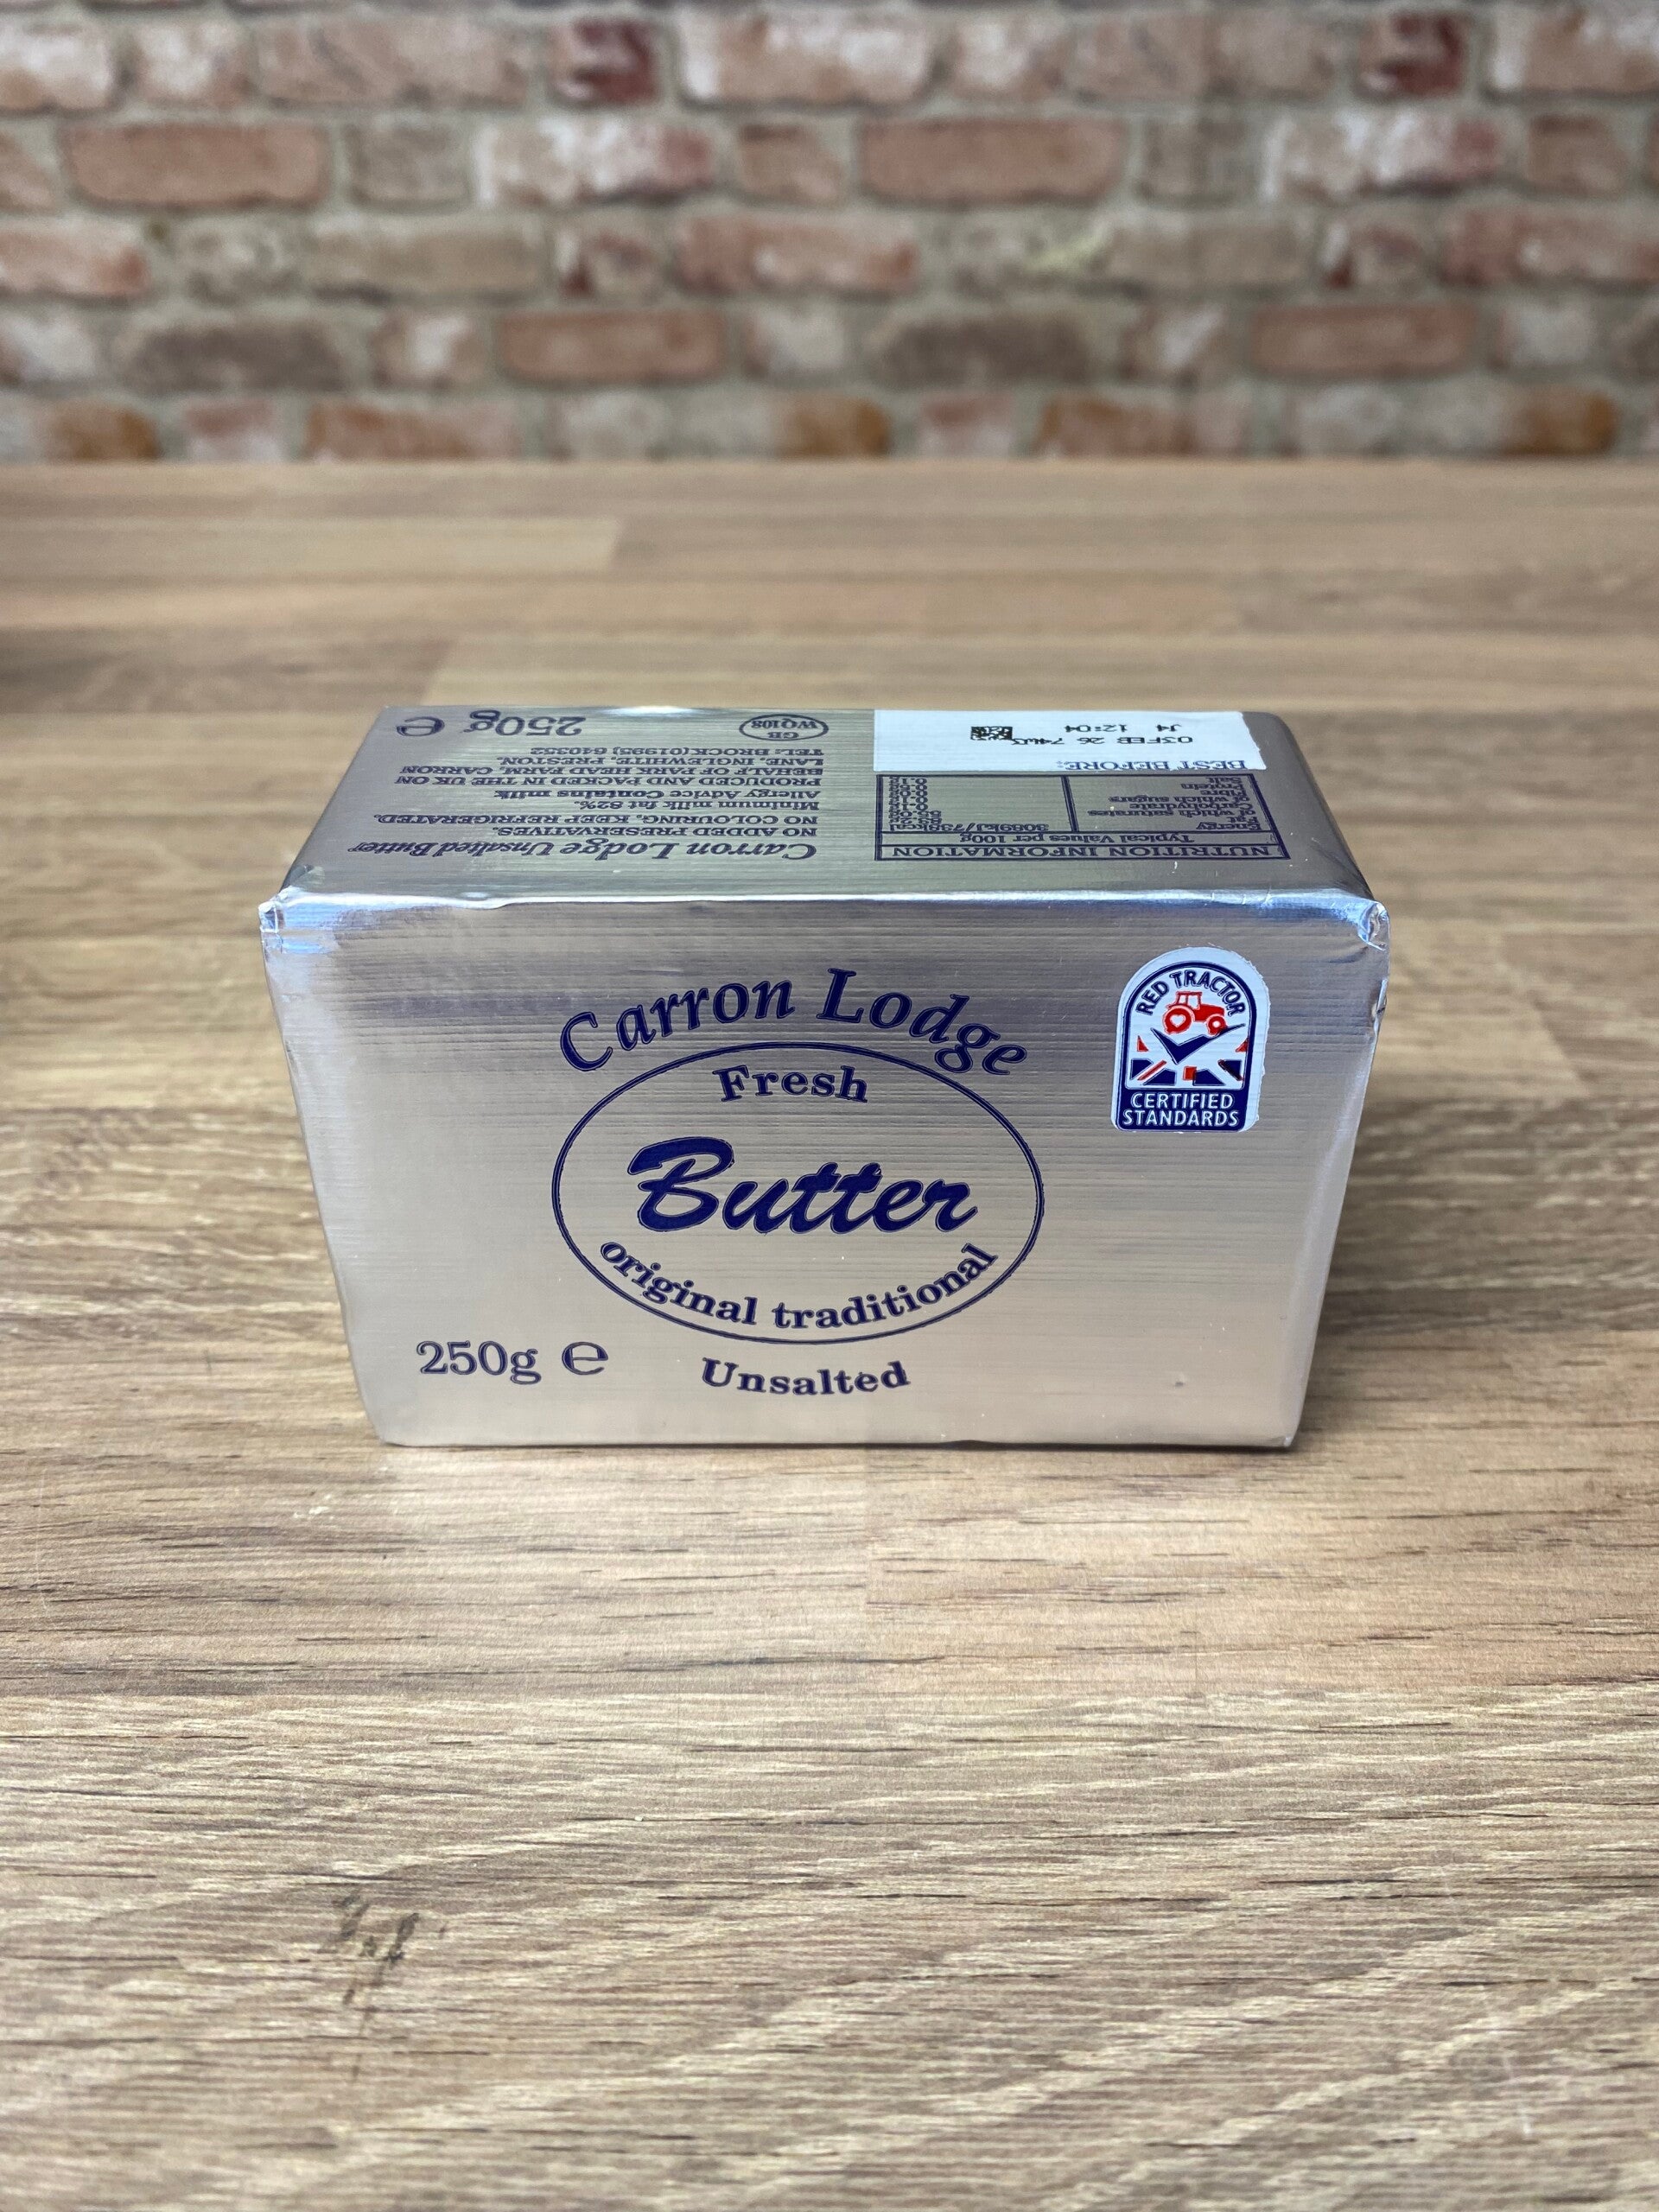 Carron Lodge
Fresh
Butter
original traditional
250g e
Unsalted
RED TRACTOR
CERTIFIED
STANDARDS
Carron Lodge Unsalted Butter
NO ADDED PRESERVATIVES.
NO COLOURING, KEEP REFRIGERATED.
Minimum milk fat 82%.
Allergy Advice Contains milk
PRODUCED AND PACKED IN THE UK ON
BEHALF OF PARK HEAD FARM, CARRON
LANE, INGLEWHITE, PRESTON.
TEL: BROCK (01995) 640352
250g e
GB
WQ108
NUTRITION INFORMATION
Typical Values per 100g
Energy 3089kJ/738kcal
Fat
of which saturates
Carbohydrate
of which sugars
Fibre
Protein
Salt
BEST BEFORE:
03FEB 26
J4 12:04